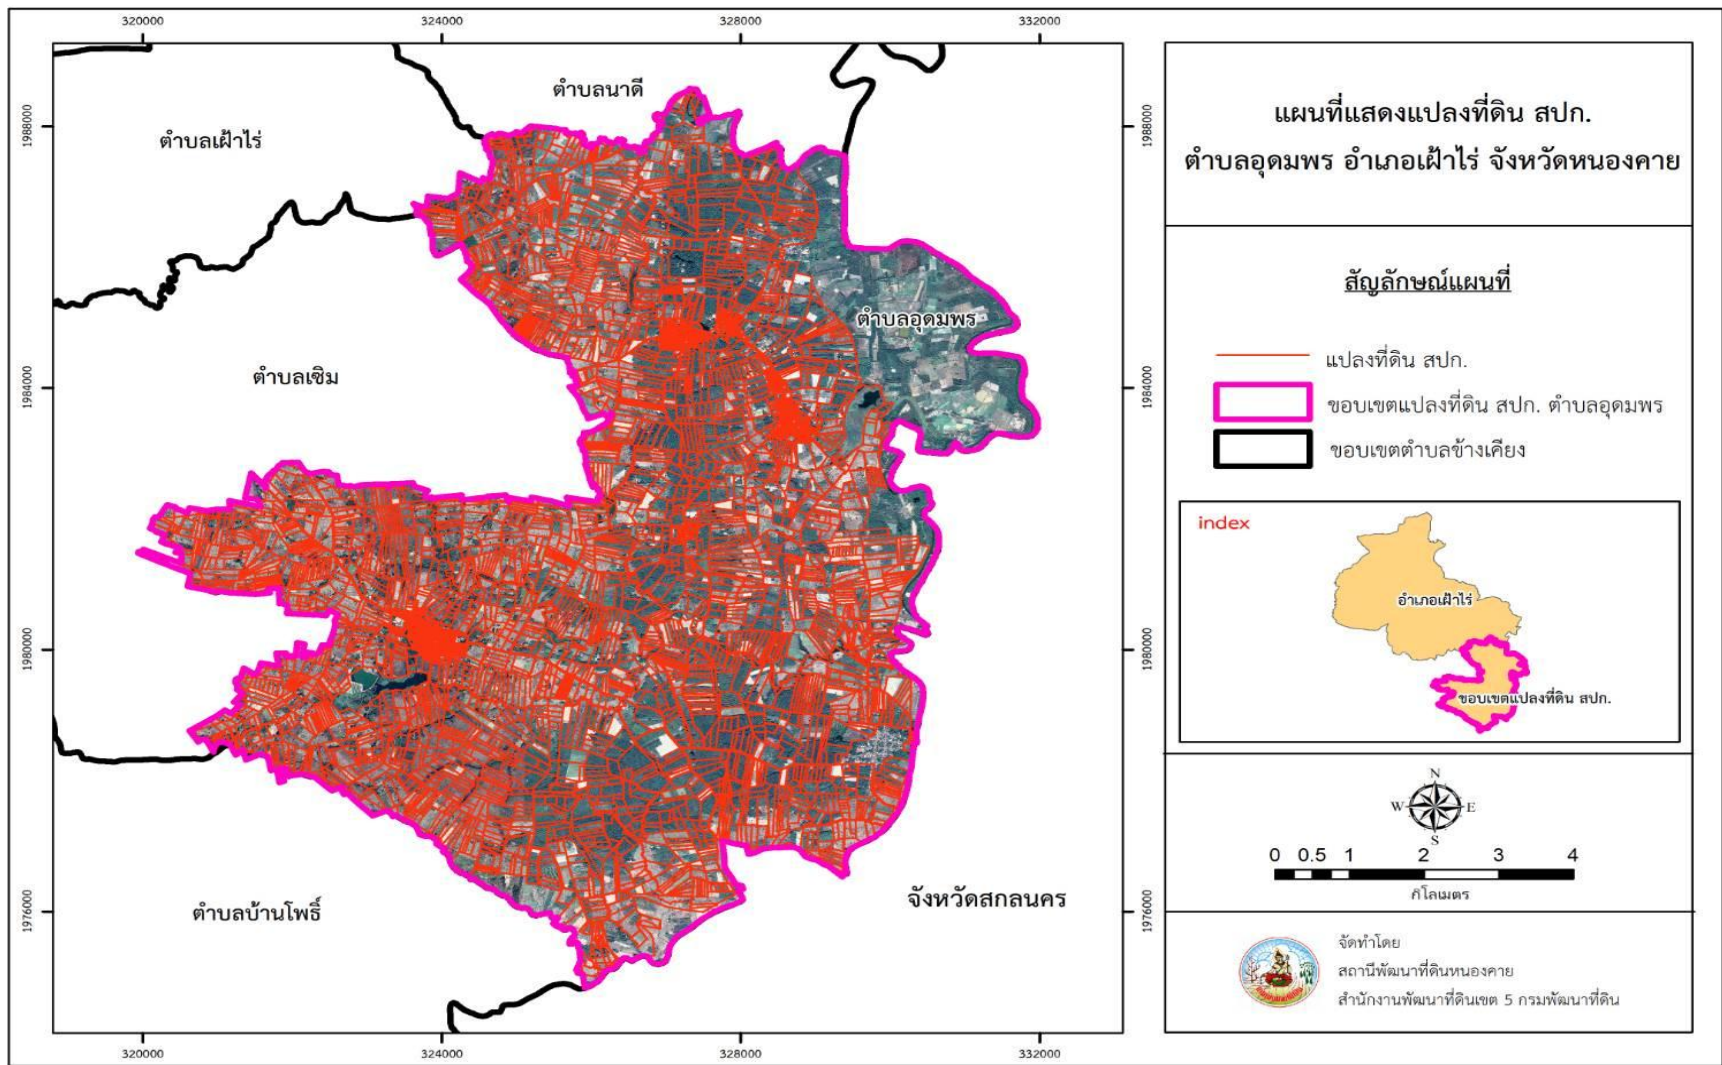 320000
324000
328000
332000
1988000
1984000
1980000
1976000
ตำบลนาดี
ตำบลเฝ้าไร่
ตำบลอุดมพร
ตำบลเซิม
ตำบลบ้านโพธิ์
จังหวัดสกลนคร
1988000
1984000
1980000
1976000
320000
324000
328000
332000
แผนที่แสดงแปลงที่ดิน สปก.
ตำบลอุดมพร อำเภอเฝ้าไร่ จังหวัดหนองคาย
สัญลักษณ์แผนที่
แปลงที่ดิน สปก.
ขอบเขตแปลงที่ดิน สปก. ตำบลอุดมพร
ขอบเขตตำบลข้างเคียง
index
อำเภอเฝ้าไร่
ขอบเขตแปลงที่ดิน สปก.
N
W E
S
0 0.5 1 2 3 4
กิโลเมตร
จัดทำโดย
สถานีพัฒนาที่ดินหนองคาย
สำนักงานพัฒนาที่ดินเขต 5 กรมพัฒนาที่ดิน